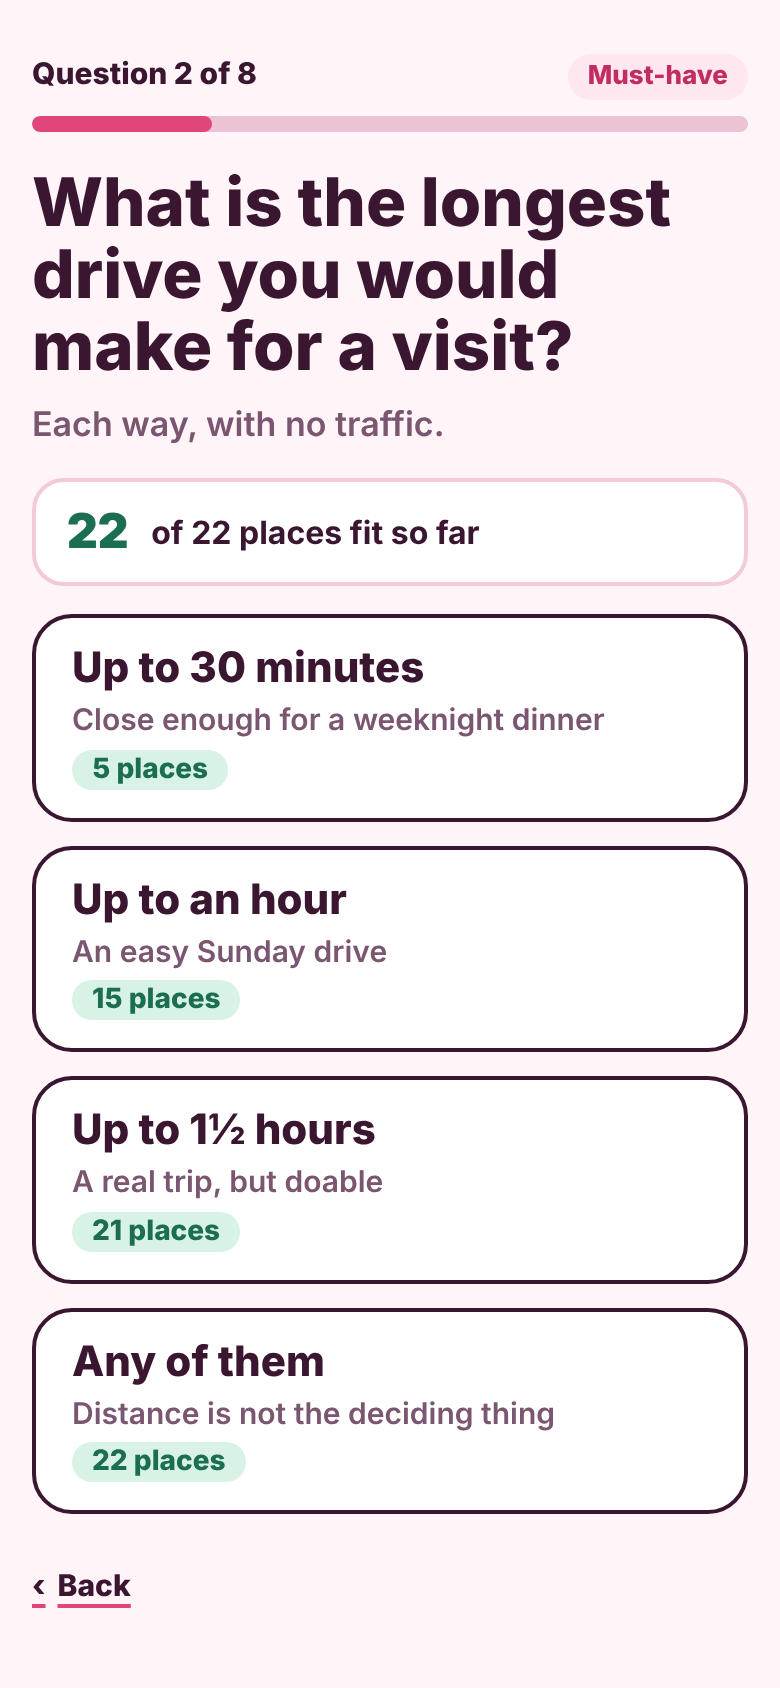 Question 2 of 8
Must-have
What is the longest
drive you would
make for a visit?
Each way, with no traffic.
22 of 22 places fit so far
Up to 30 minutes
Close enough for a weeknight dinner
5 places
Up to an hour
An easy Sunday drive
15 places
Up to 1½ hours
A real trip, but doable
21 places
Any of them
Distance is not the deciding thing
22 places
‹ Back